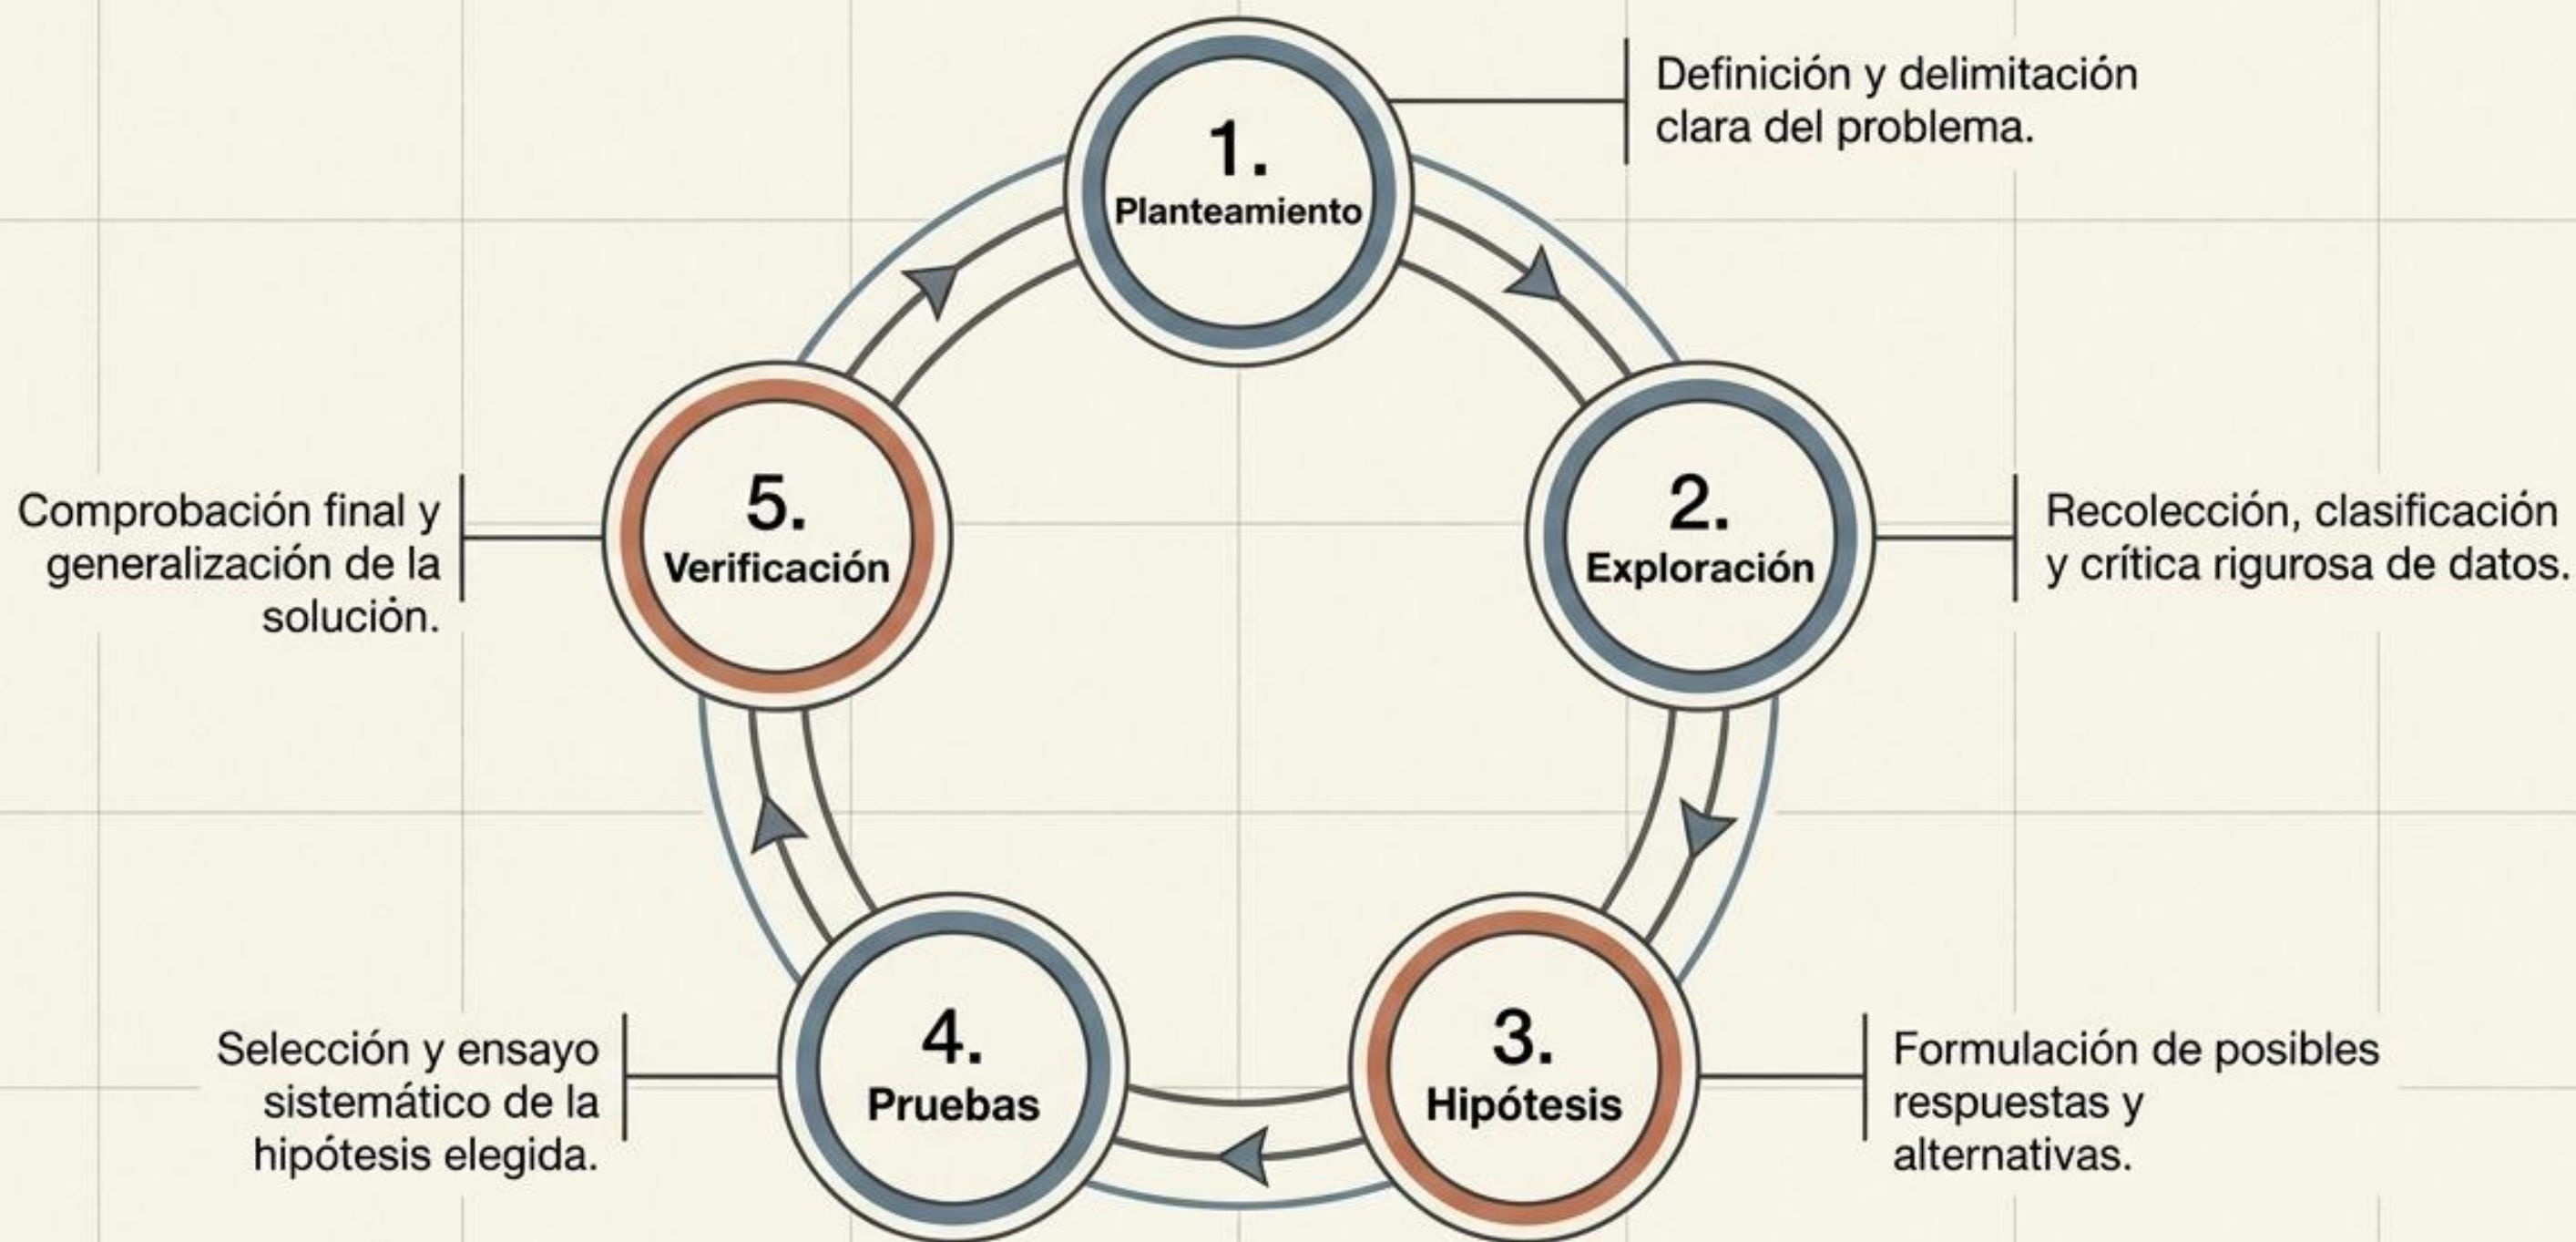 1.
Planteamiento
Definición y delimitación
clara del problema.
2.
Exploración
Recolección, clasificación
y crítica rigurosa de datos.
3.
Hipótesis
Formulación de posibles
respuestas y
alternativas.
4.
Pruebas
Selección y ensayo
sistemático de la
hipótesis elegida.
5.
Verificación
Comprobación final y
generalización de la
solución.